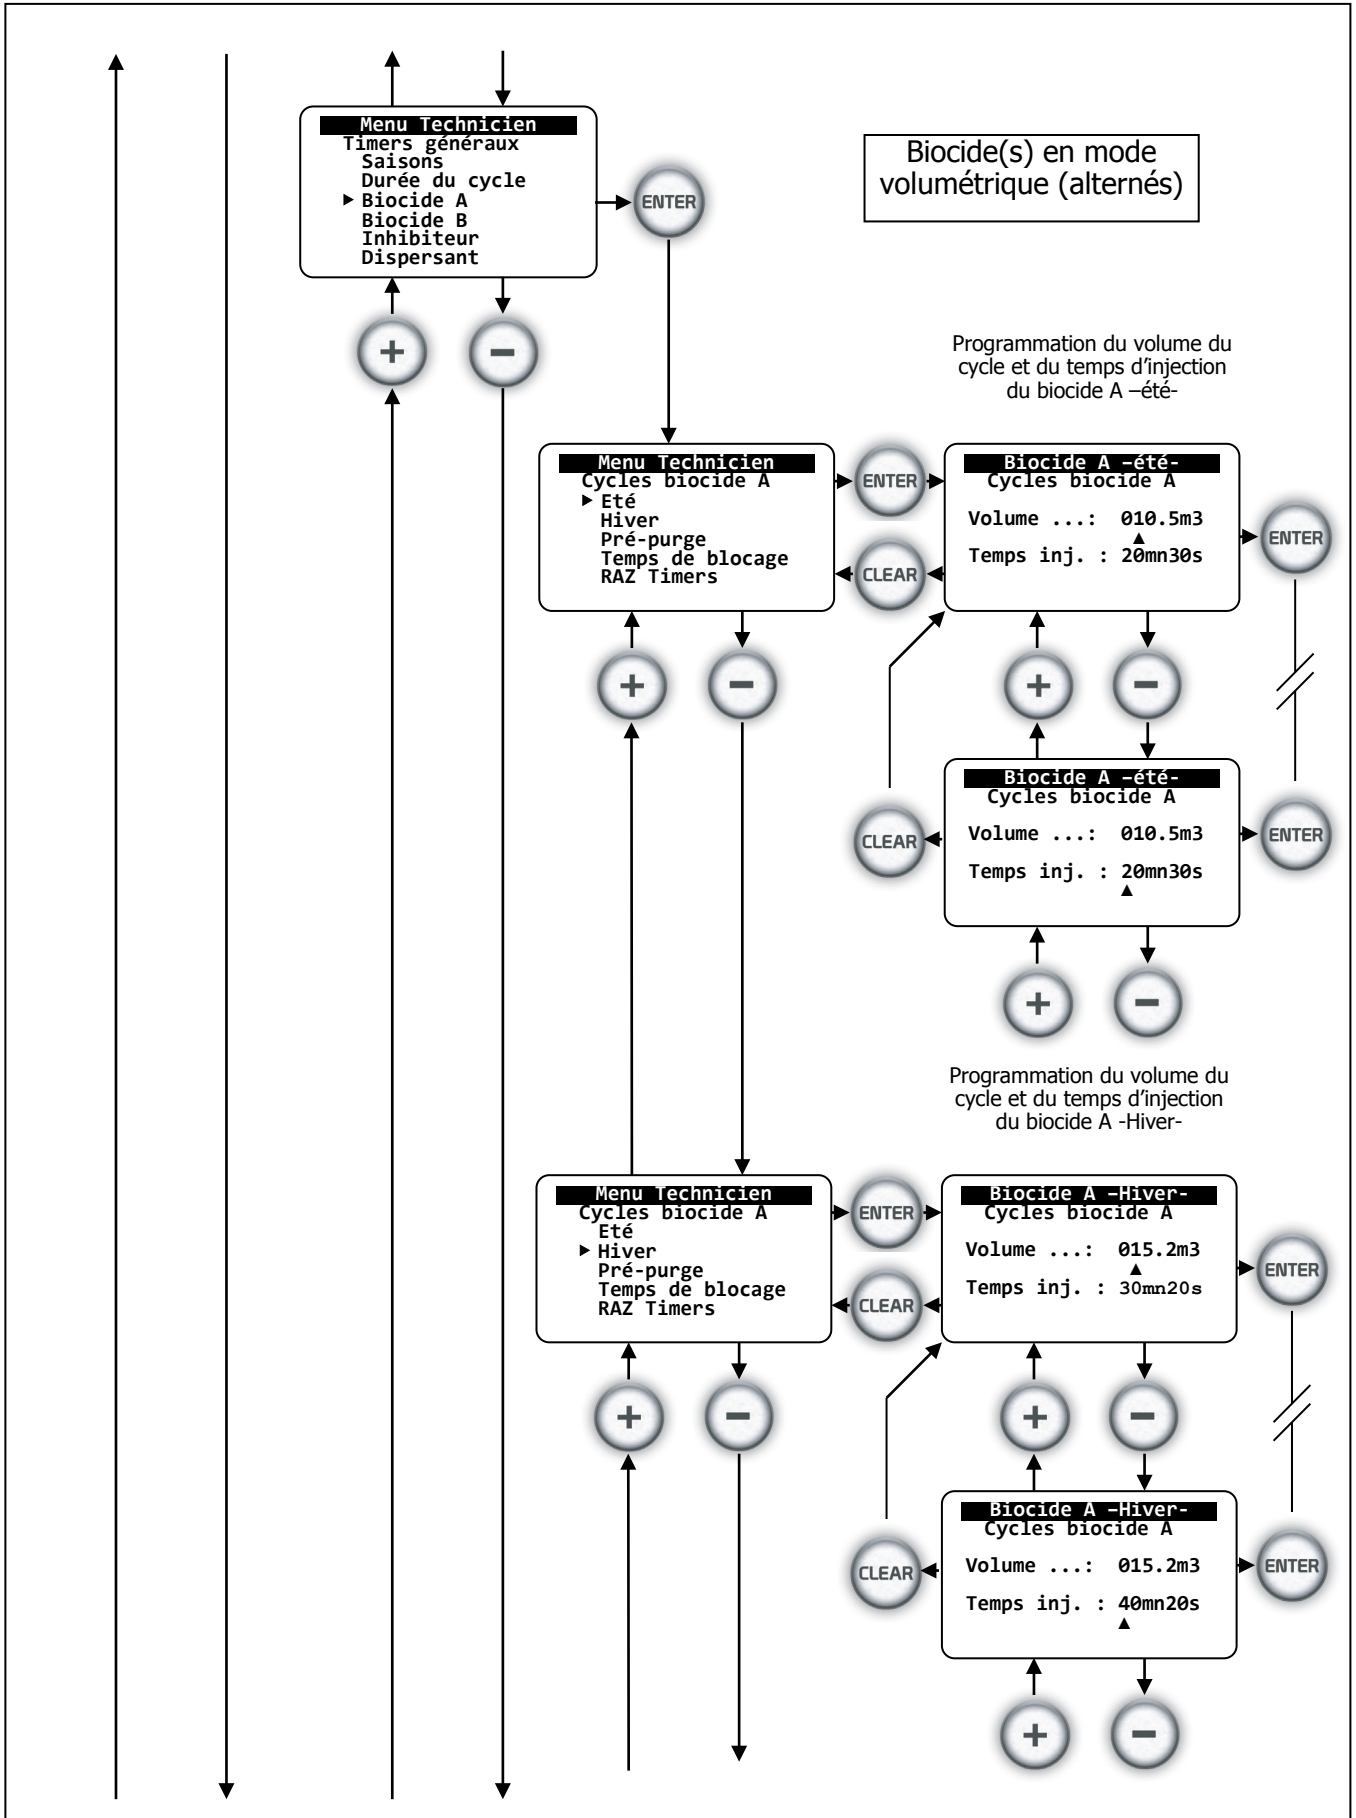 Menu Technicien
Timers généraux
Saisons
Durée du cycle
▶ Biocide A
Biocide B
Inhibiteur
Dispersant
ENTER
Biocide(s) en mode
volumétrique (alternés)
+
−
Programmation du volume du
cycle et du temps d’injection
du biocide A –été-
Menu Technicien
Cycles biocide A
▶ Eté
Hiver
Pré-purge
Temps de blocage
RAZ Timers
ENTER
CLEAR
Biocide A –été-
Cycles biocide A
Volume ...: 010.5m3
▲
Temps inj. : 20mn30s
ENTER
+
−
+
−
Biocide A –été-
Cycles biocide A
Volume ...: 010.5m3
Temps inj. : 20mn30s
▲
CLEAR
ENTER
+
−
Programmation du volume du
cycle et du temps d’injection
du biocide A -Hiver-
Menu Technicien
Cycles biocide A
Eté
▶ Hiver
Pré-purge
Temps de blocage
RAZ Timers
ENTER
CLEAR
Biocide A –Hiver-
Cycles biocide A
Volume ...: 015.2m3
▲
Temps inj. : 30mn20s
ENTER
+
−
+
−
Biocide A –Hiver-
Cycles biocide A
Volume ...: 015.2m3
Temps inj. : 40mn20s
▲
CLEAR
ENTER
+
−